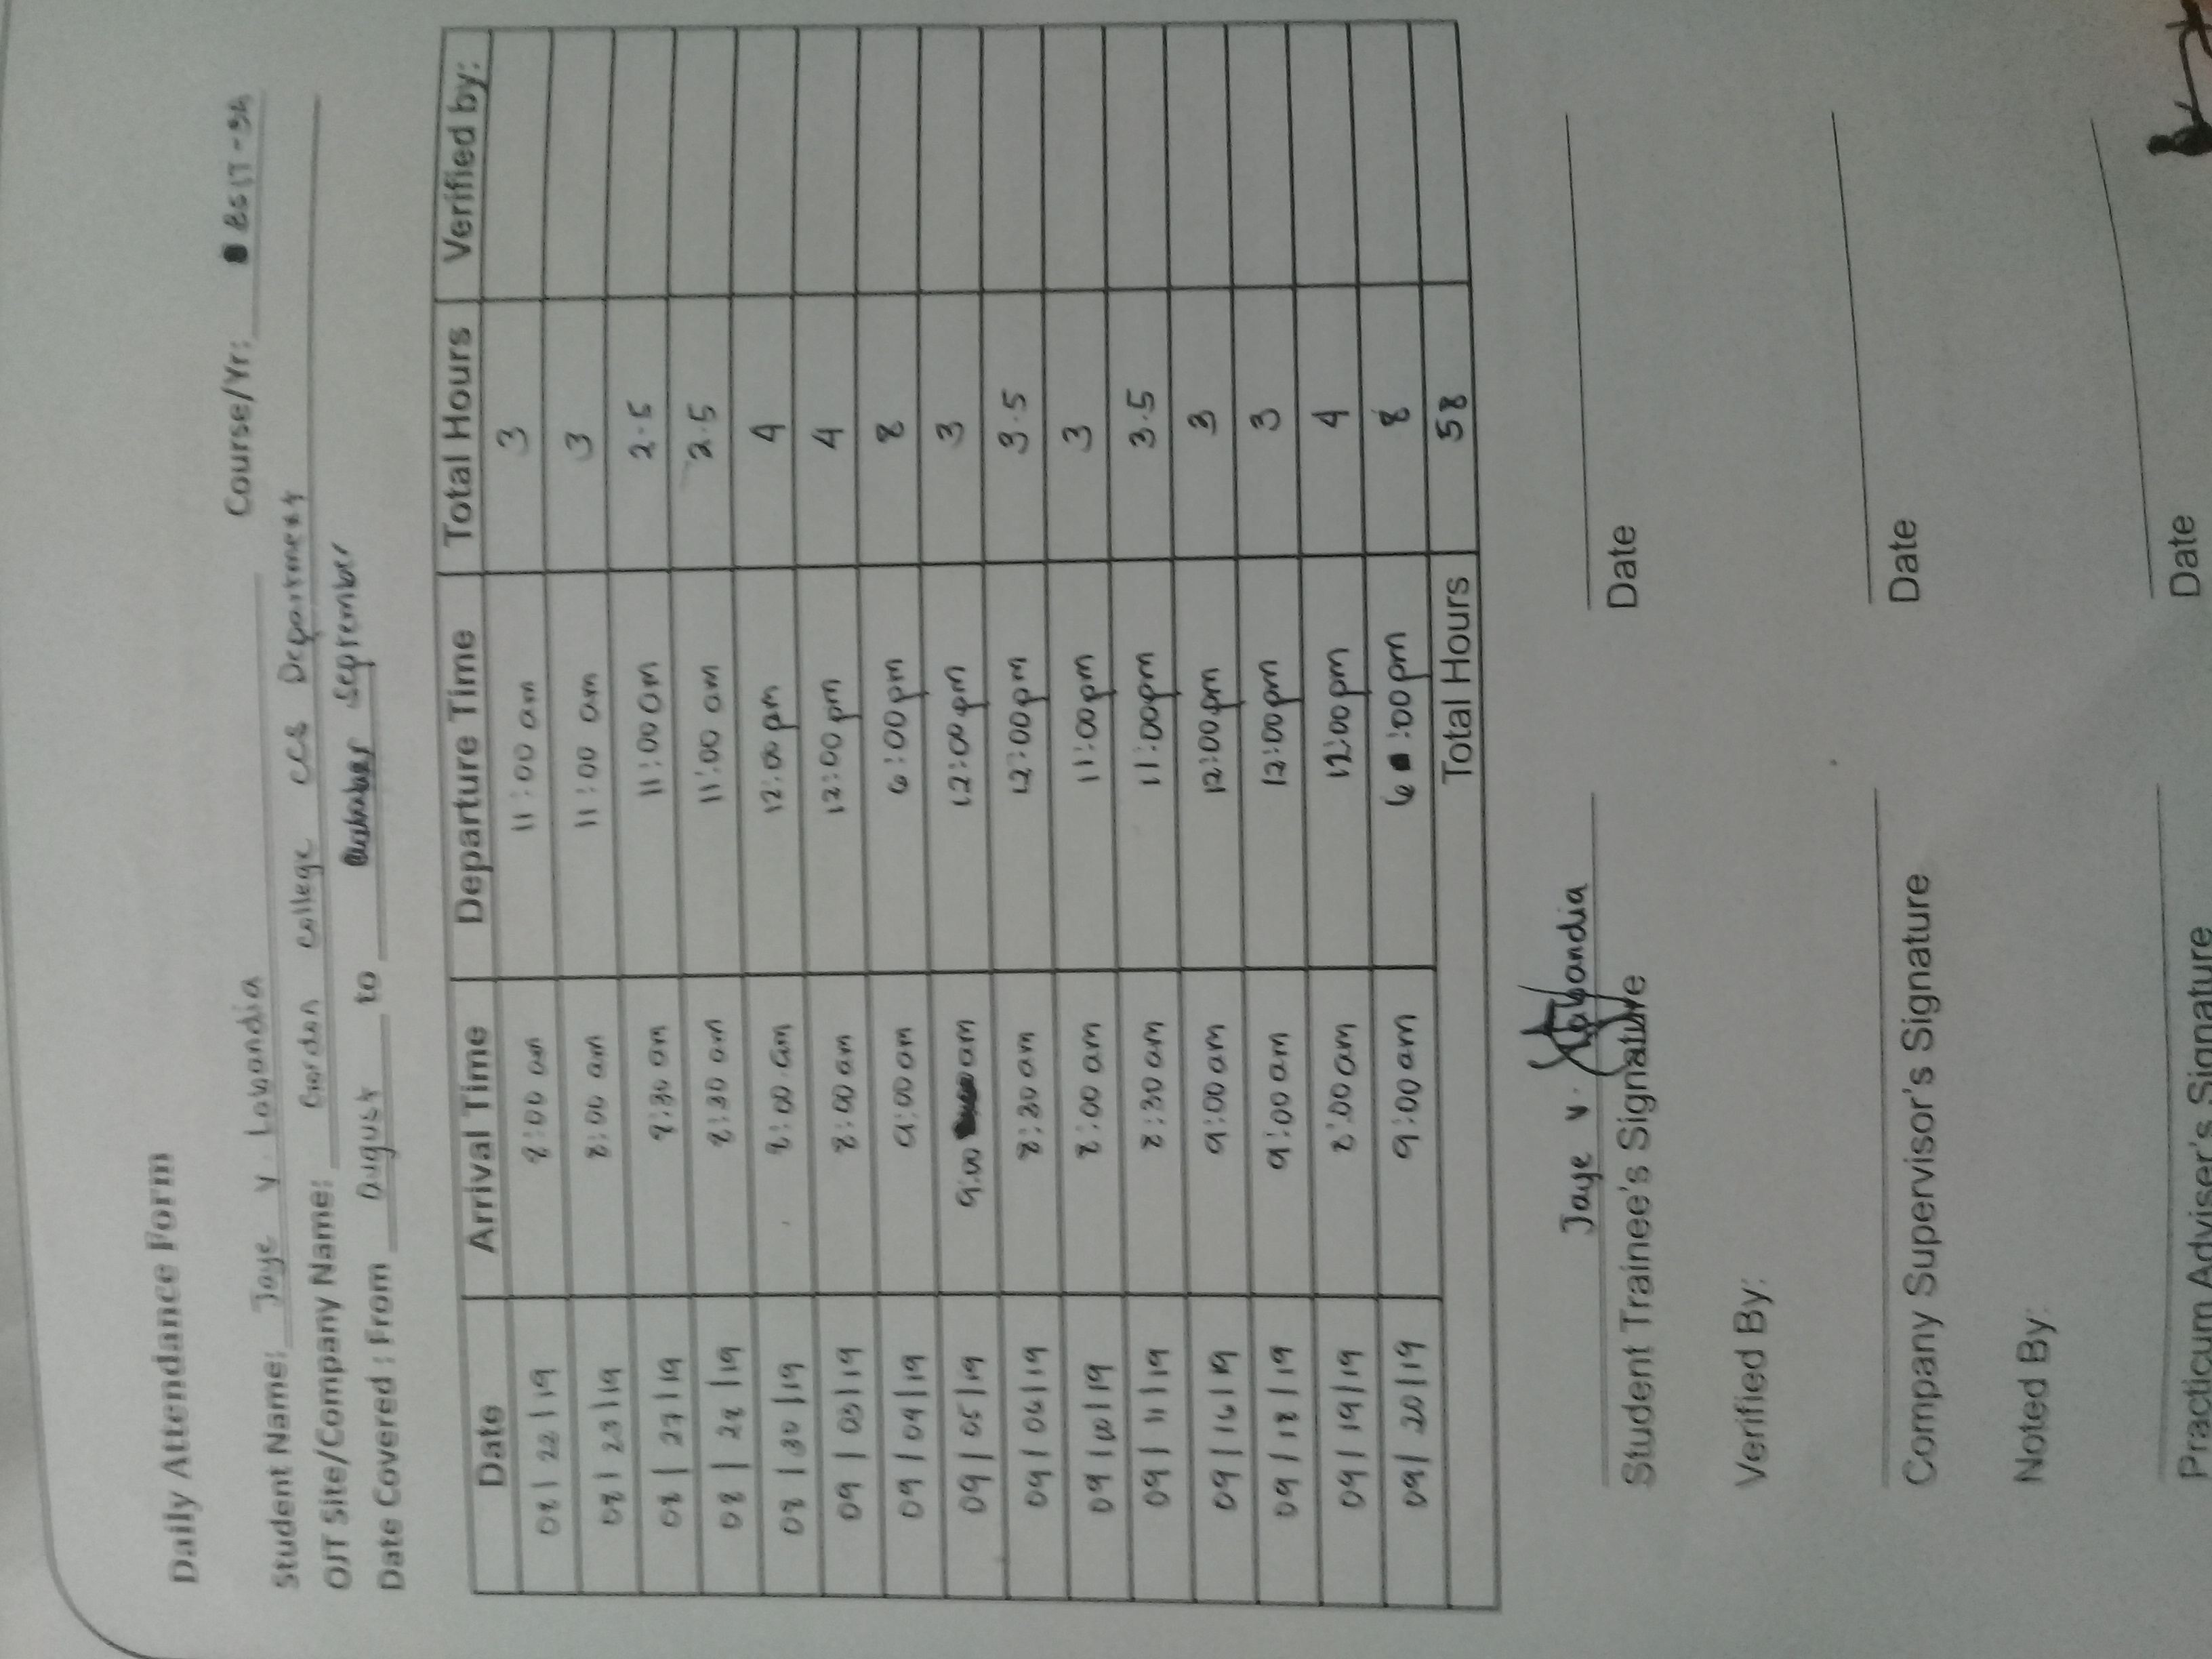 Daily Attendance Form
Student Name: Jaye V. Labandia Course/Yr: BSIT-3A
OJT Site/Company Name: Gordon College CCS Department
Date Covered : From August to September
Date Arrival Time Departure Time Total Hours Verified by:
08/22/19 8:00 am 11:00 am 3
08/23/19 8:00 am 11:00 am 3
08/27/19 8:30 am 11:00 am 2.5
08/28/19 8:30 am 11:00 am 2.5
08/30/19 8:00 am 12:00 pm 4
09/03/19 8:00 am 12:00 pm 4
09/04/19 9:00 am 6:00 pm 8
09/05/19 9:00 am 12:00 pm 3
09/06/19 8:30 am 12:00 pm 3.5
09/10/19 8:00 am 11:00 pm 3
09/11/19 8:30 am 11:00 pm 3.5
09/16/19 9:00 am 12:00 pm 3
09/18/19 9:00 am 12:00 pm 3
09/19/19 8:00 am 12:00 pm 4
09/20/19 9:00 am 6:00 pm 8
Total Hours 58
Jaye V. Labandia
Student Trainee's Signature Date
Verified By:
Company Supervisor's Signature Date
Noted By:
Practicum Adviser's Signature Date